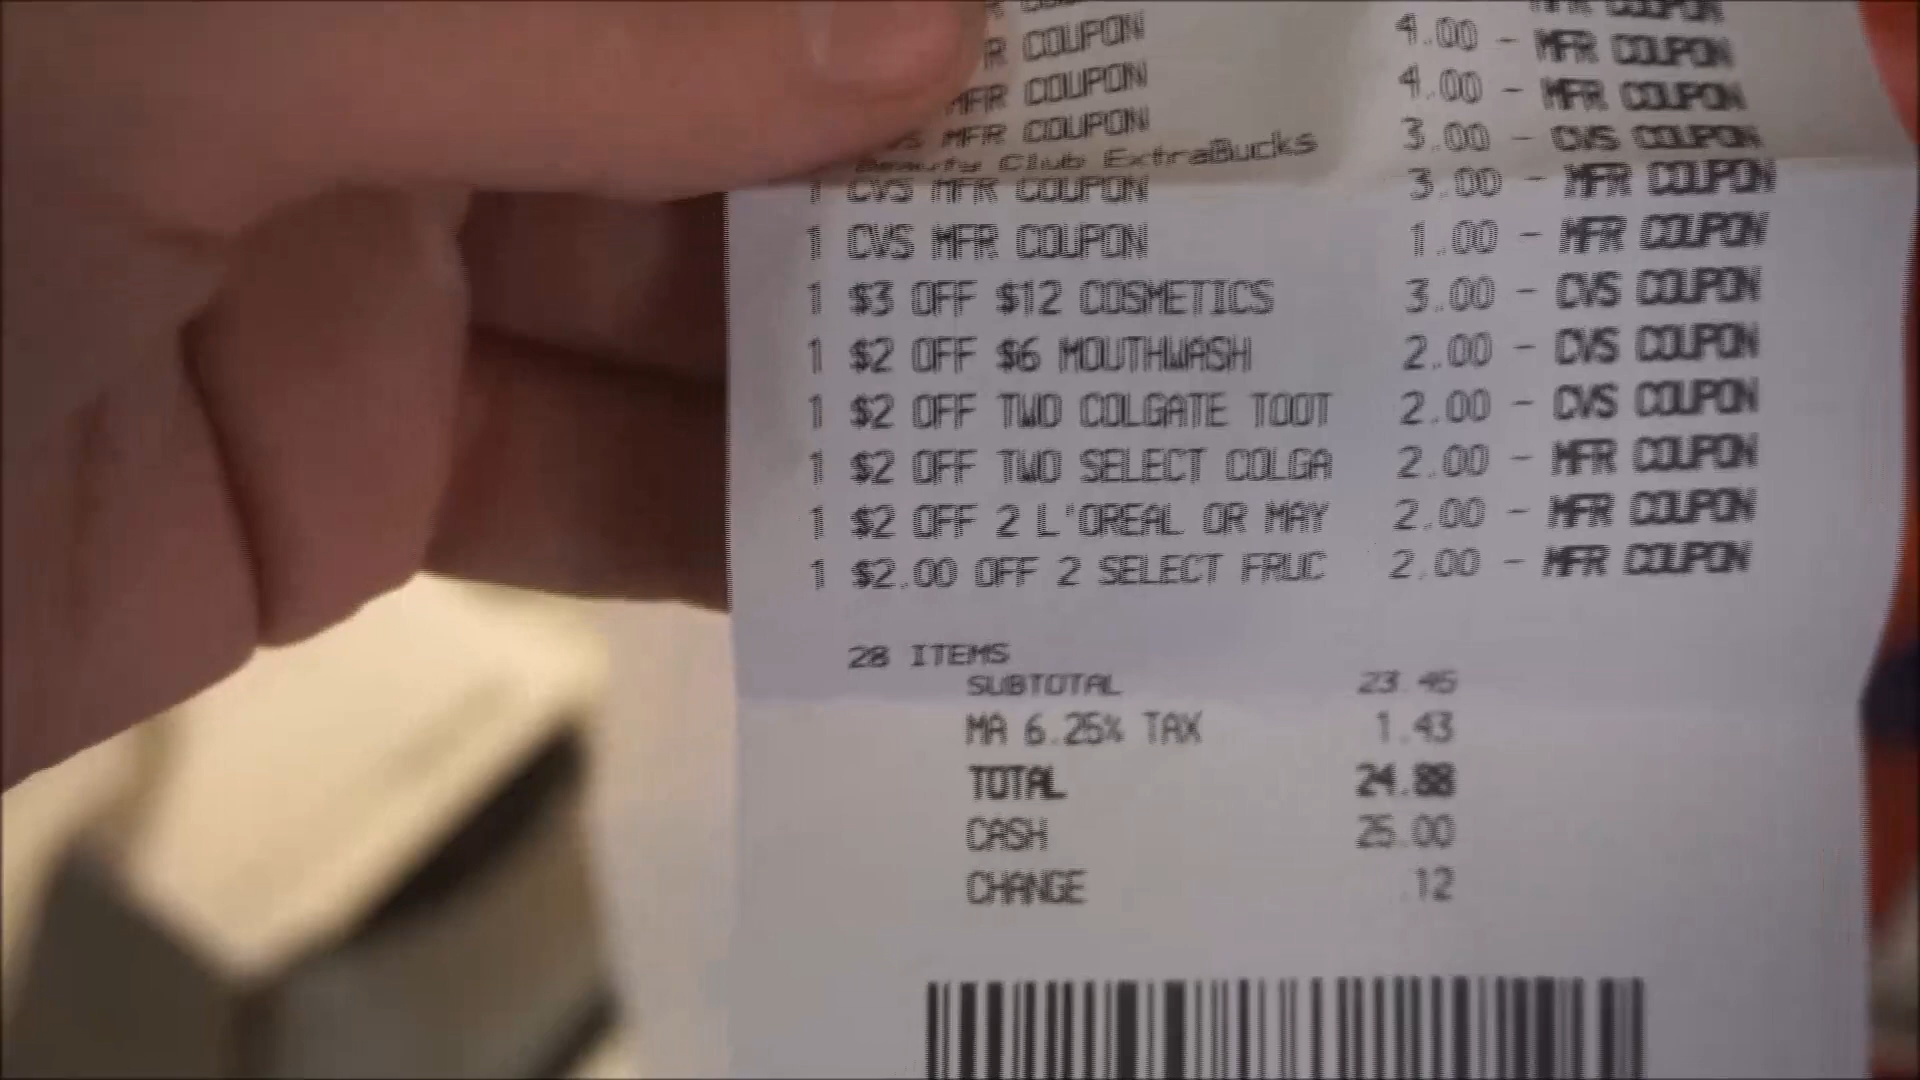 MFR COUPON
R COUPON 4.00 - MFR COUPON
MFR COUPON 4.00 - MFR COUPON
MFR COUPON 3.00 - CVS COUPON
Beauty Club ExtraBucks
1 CVS MFR COUPON 3.00 - MFR COUPON
1 CVS MFR COUPON 1.00 - MFR COUPON
1 $3 OFF $12 COSMETICS 3.00 - CVS COUPON
1 $2 OFF $6 MOUTHWASH 2.00 - CVS COUPON
1 $2 OFF TWO COLGATE TOOT 2.00 - CVS COUPON
1 $2 OFF TWO SELECT COLGA 2.00 - MFR COUPON
1 $2 OFF 2 L'OREAL OR MAY 2.00 - MFR COUPON
1 $2.00 OFF 2 SELECT FRUC 2.00 - MFR COUPON
28 ITEMS
SUBTOTAL 23.45
MA 6.25% TAX 1.43
TOTAL 24.88
CASH 25.00
CHANGE .12